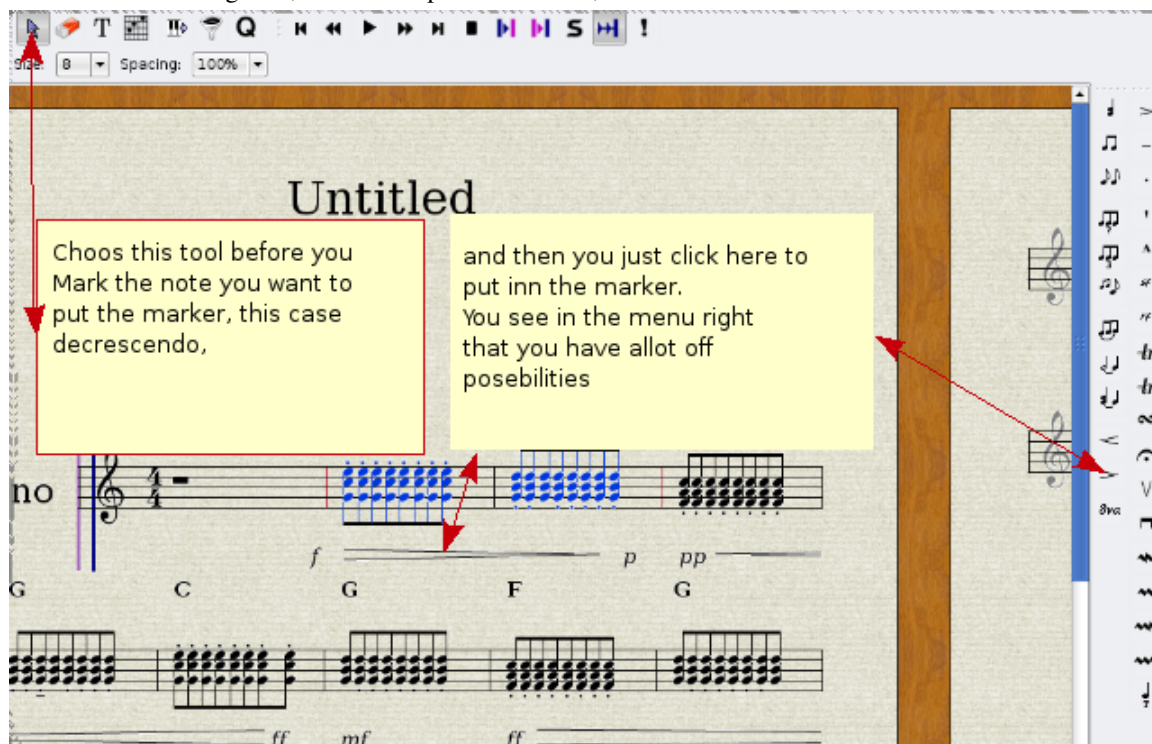 T Q S !
Size: 8 Spacing: 100%
Untitled
Choos this tool before you
Mark the note you want to
put the marker, this case
decrescendo,
and then you just click here to
put inn the marker.
You see in the menu right
that you have allot off
posebilities
no
f p pp
8va
G C G F G
ff mf ff